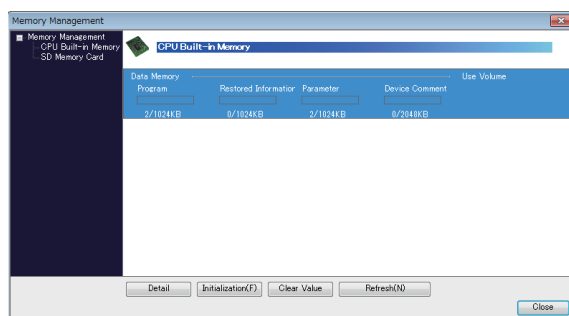 Memory Management
Memory Management
CPU Built-in Memory
SD Memory Card
CPU Built-in Memory
Data Memory
Use Volume
Program Restored Informatior Parameter Device Comment
2/1024KB 0/1024KB 2/1024KB 0/2048KB
Detail Initialization(F) Clear Value Refresh(N)
Close